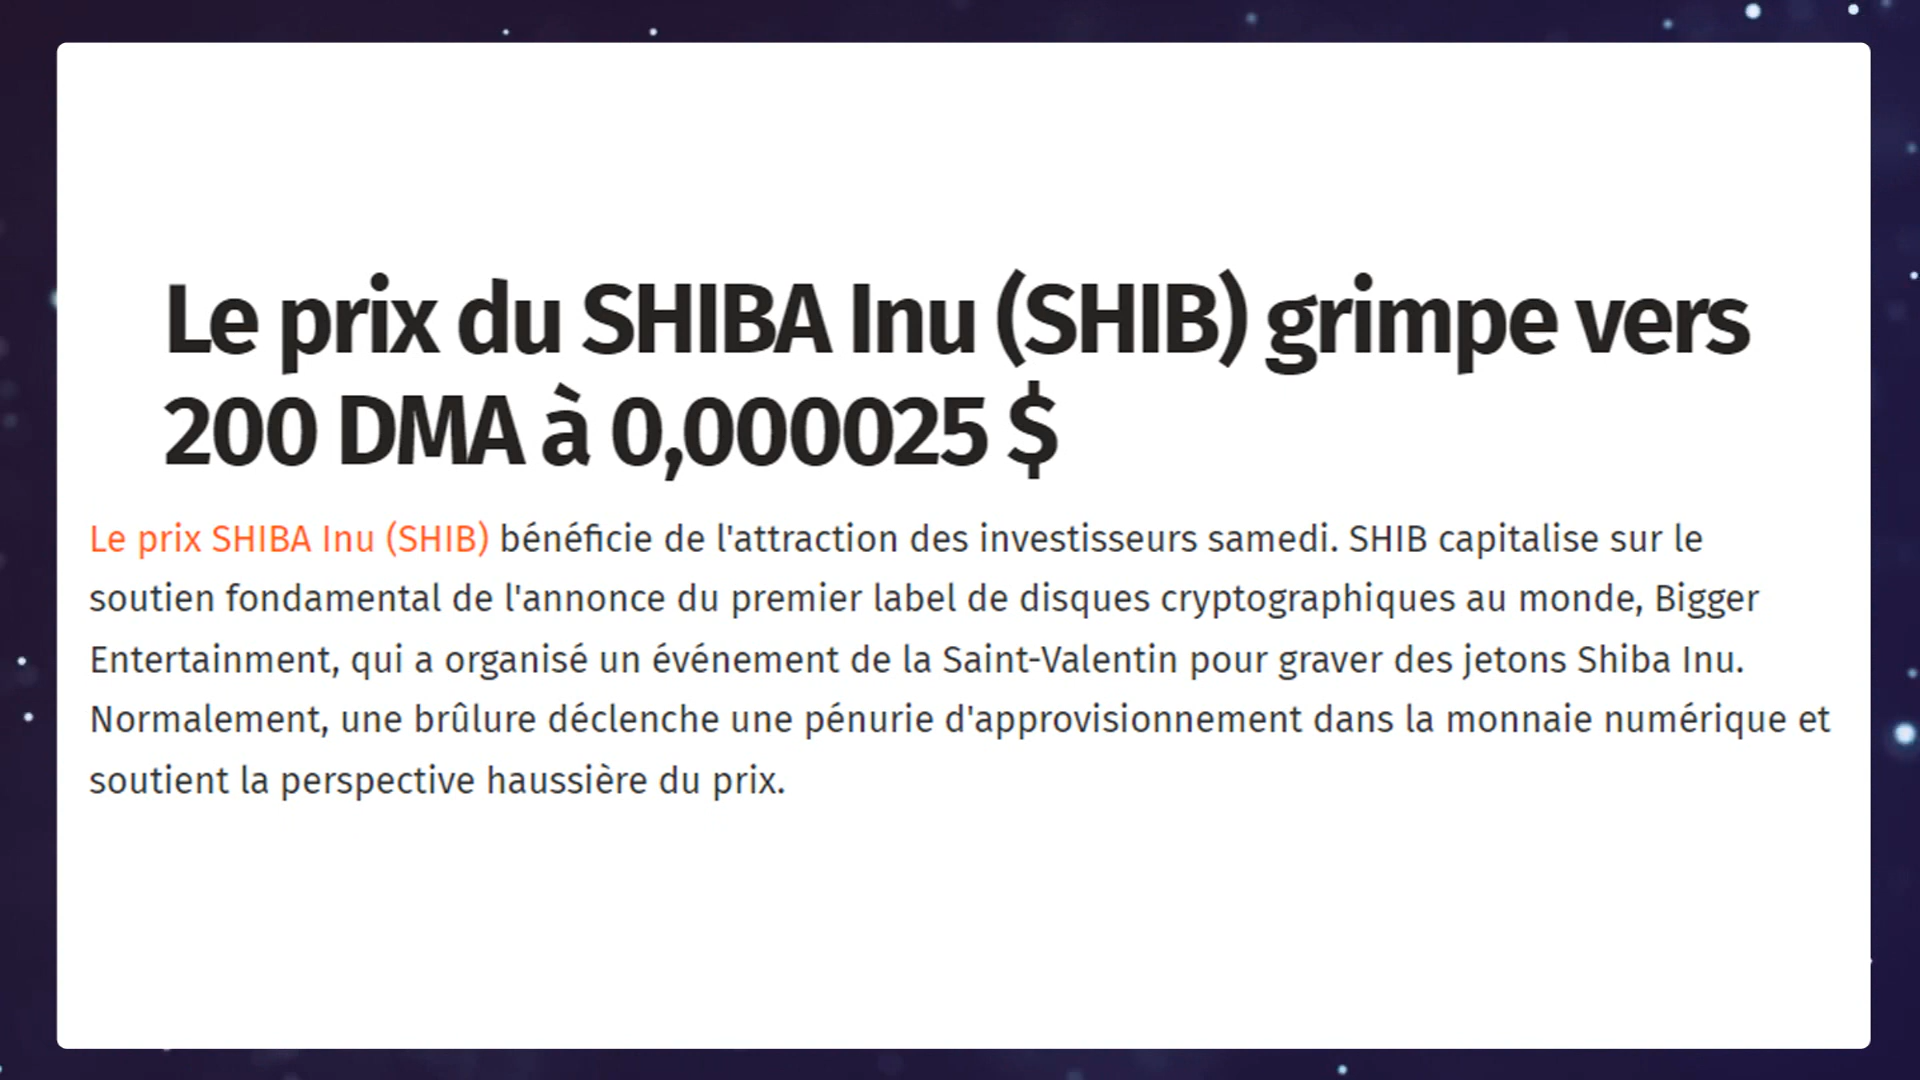 Le prix du SHIBA Inu (SHIB) grimpe vers
200 DMA à 0,000025 $
Le prix SHIBA Inu (SHIB) bénéficie de l'attraction des investisseurs samedi. SHIB capitalise sur le
soutien fondamental de l'annonce du premier label de disques cryptographiques au monde, Bigger
Entertainment, qui a organisé un événement de la Saint-Valentin pour graver des jetons Shiba Inu.
Normalement, une brûlure déclenche une pénurie d'approvisionnement dans la monnaie numérique et
soutient la perspective haussière du prix.